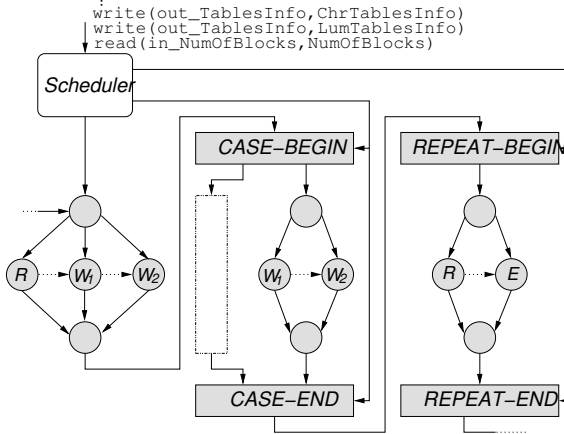 write(out_TablesInfo,ChrTablesInfo)
write(out_TablesInfo,LumTablesInfo)
read(in_NumOfBlocks,NumOfBlocks)
Scheduler
CASE-BEGIN
REPEAT-BEGIN
R
W1
W2
W1
W2
R
E
CASE-END
REPEAT-END